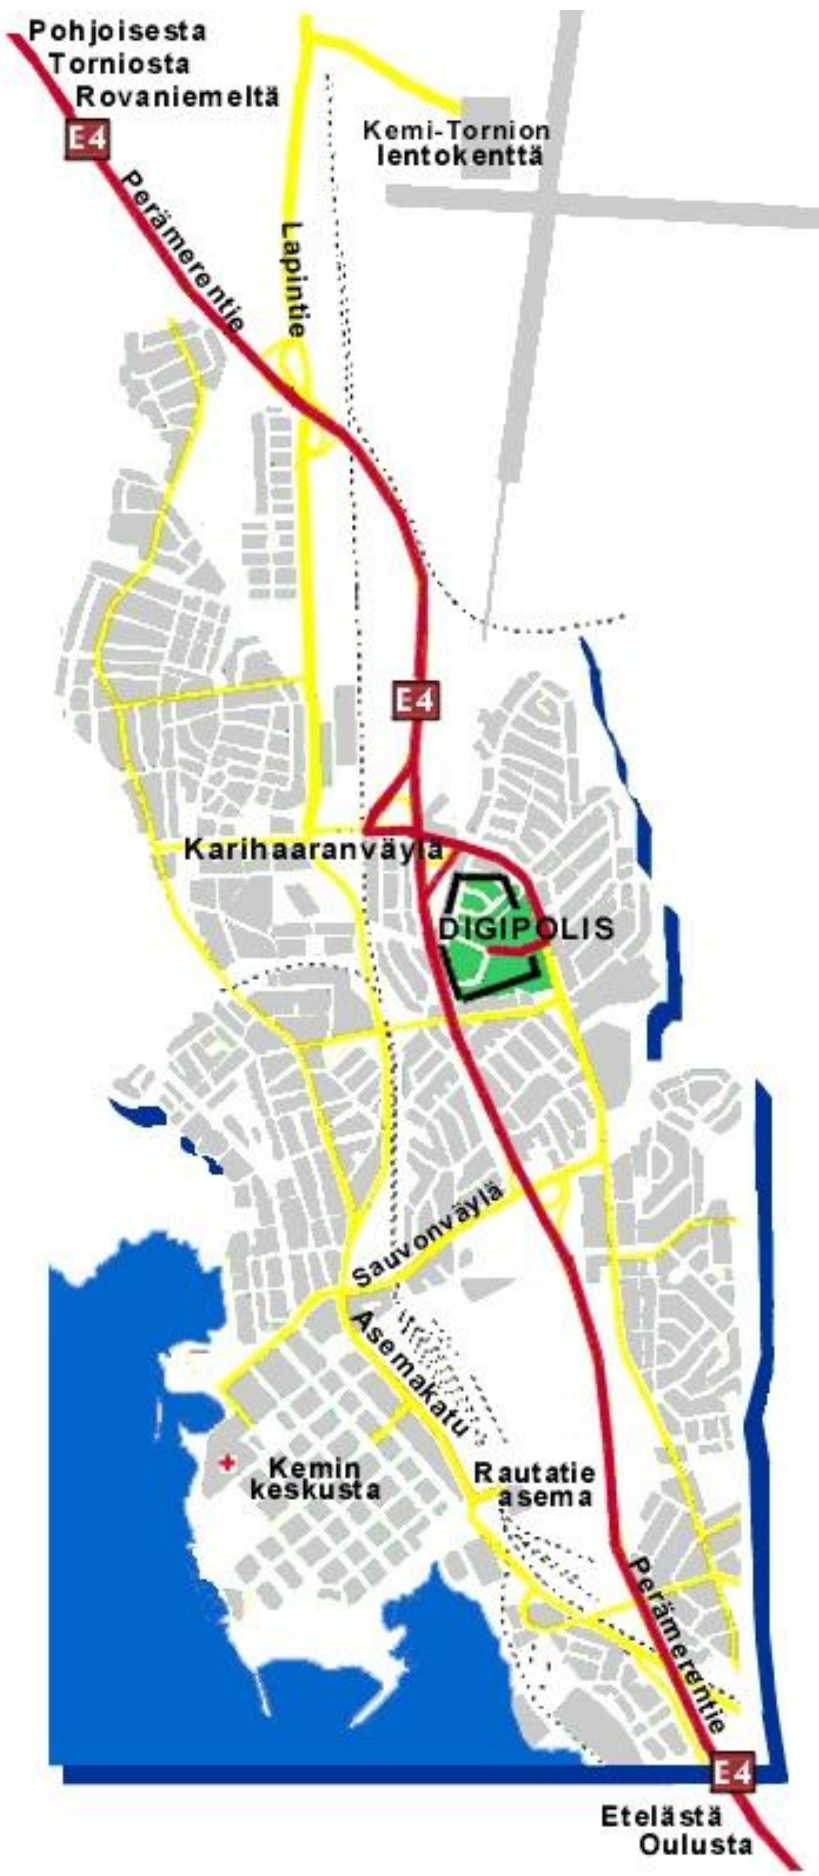 Pohjoisesta
Torniosta
Rovaniemeltä
E4
Kemi-Tornion
lentokenttä
Perämerentie
Lapintie
E4
Karihaaranväylä
DIGIPOLIS
Sauvonväylä
Asemakatu
Kemin
keskusta
Rautatie
asema
Perämerentie
E4
Etelästä
Oulusta